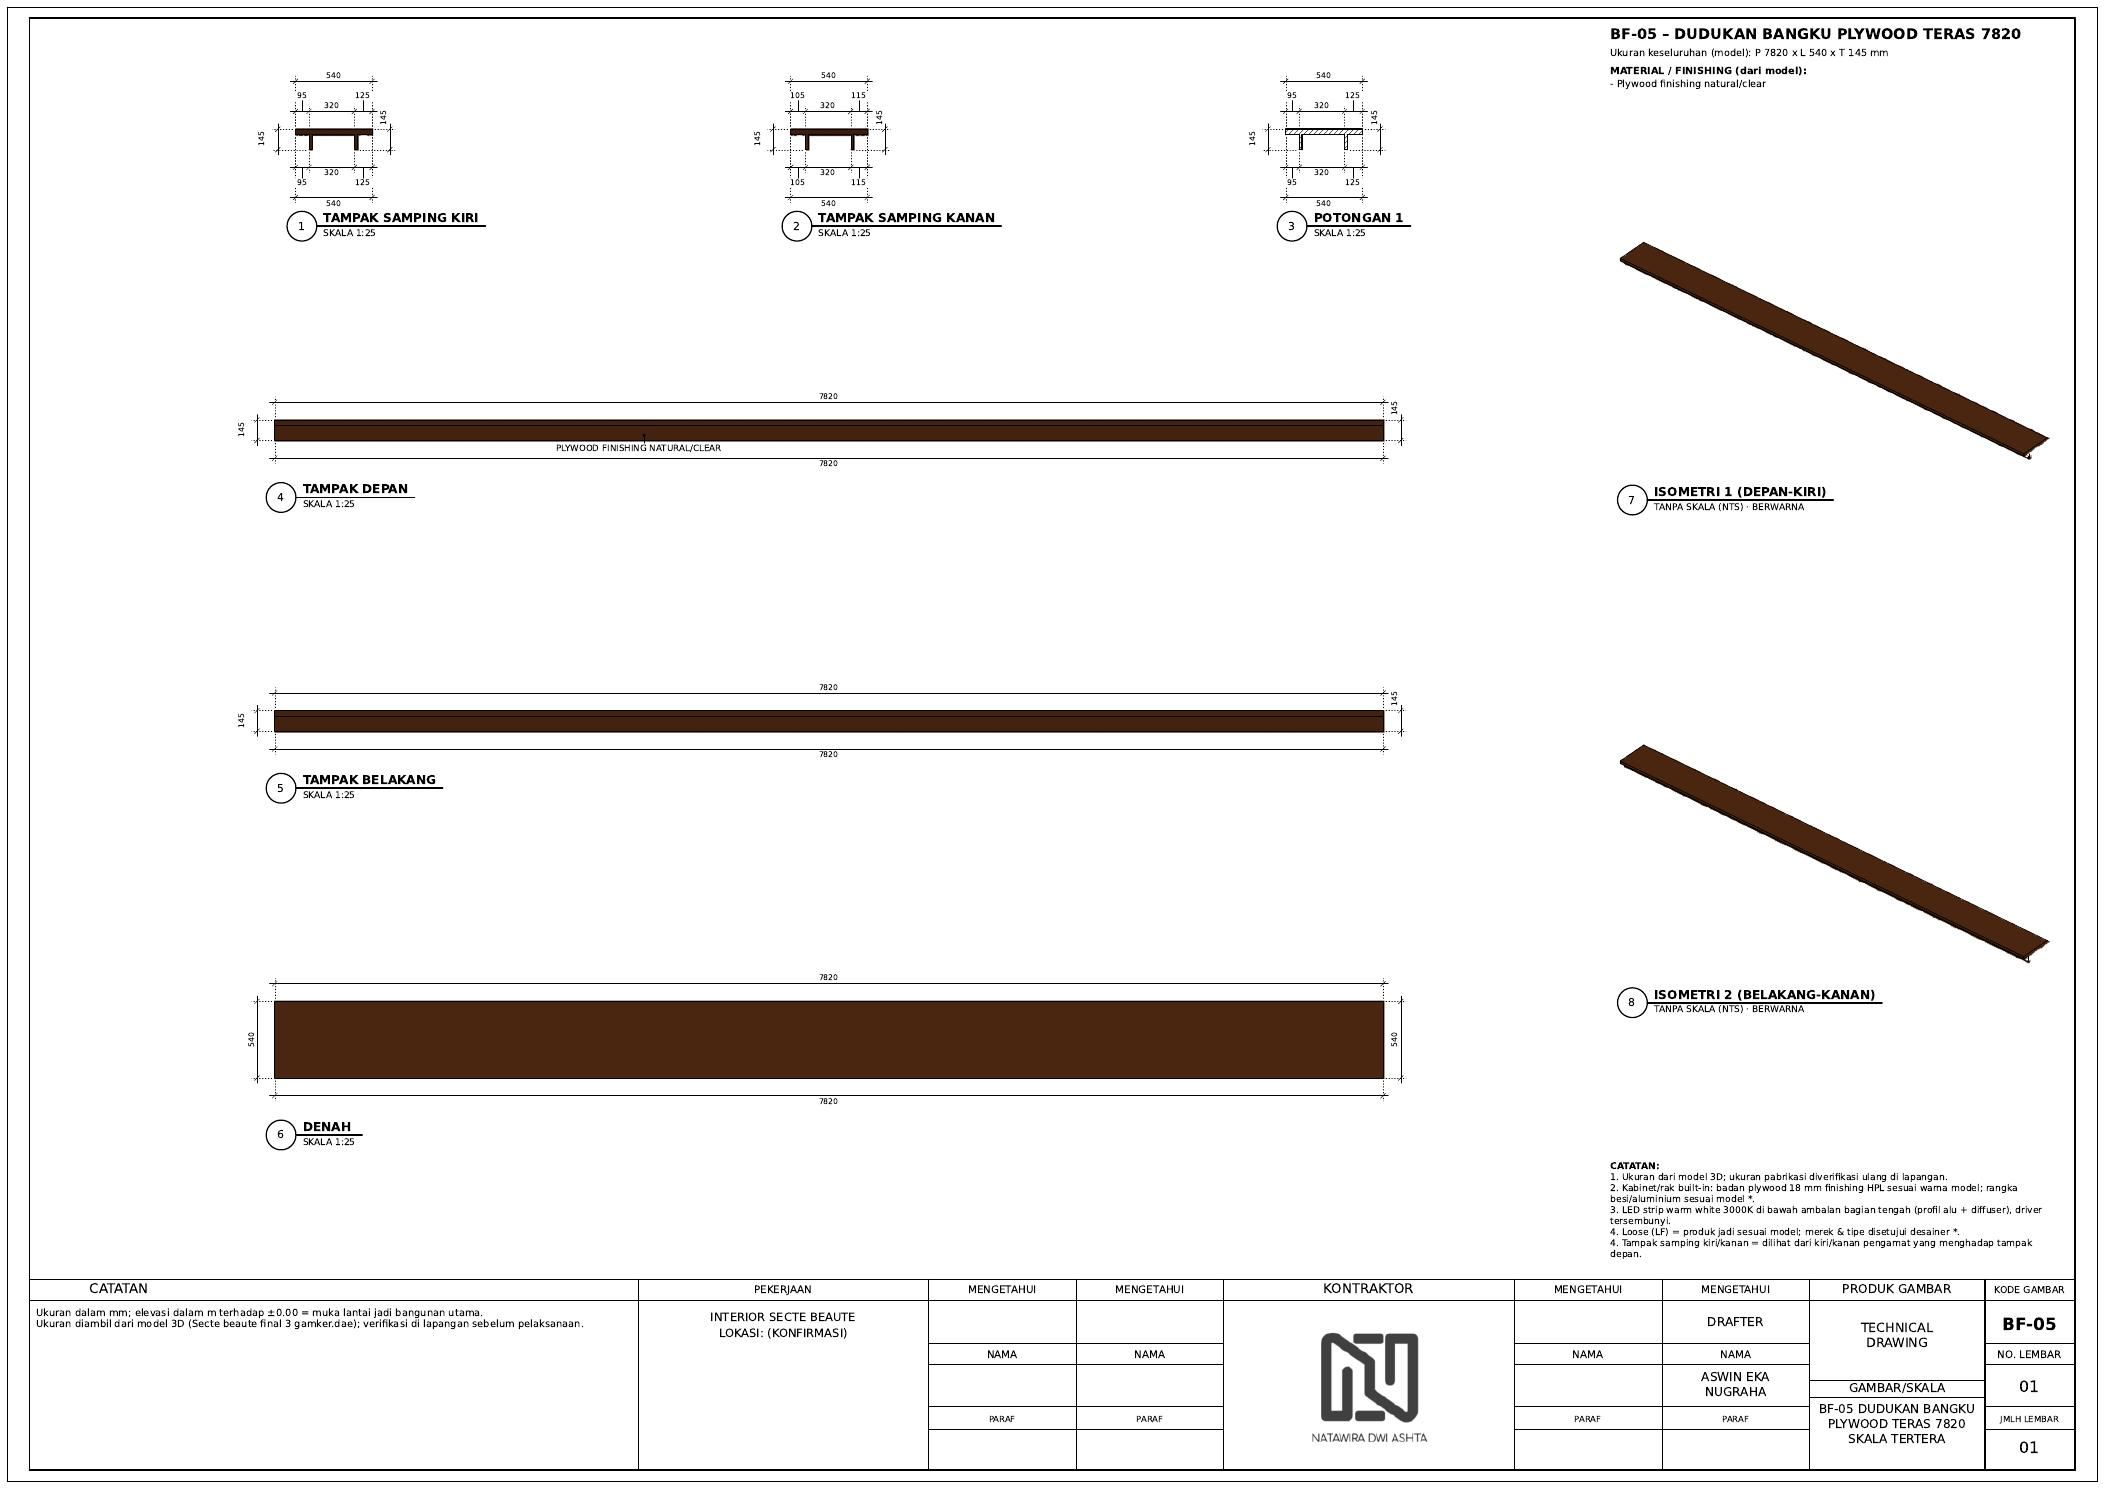 BF-05 – DUDUKAN BANGKU PLYWOOD TERAS 7820
Ukuran keseluruhan (model): P 7820 x L 540 x T 145 mm
MATERIAL / FINISHING (dari model):
- Plywood finishing natural/clear
540
95
125
320
145
145
320
95
125
540
1
TAMPAK SAMPING KIRI
SKALA 1:25
540
105
115
320
145
145
320
105
115
540
2
TAMPAK SAMPING KANAN
SKALA 1:25
540
95
125
320
145
145
320
95
125
540
3
POTONGAN 1
SKALA 1:25
7820
145
145
PLYWOOD FINISHING NATURAL/CLEAR
7820
4
TAMPAK DEPAN
SKALA 1:25
7
ISOMETRI 1 (DEPAN-KIRI)
TANPA SKALA (NTS) · BERWARNA
7820
145
145
7820
5
TAMPAK BELAKANG
SKALA 1:25
7820
540
540
7820
6
DENAH
SKALA 1:25
8
ISOMETRI 2 (BELAKANG-KANAN)
TANPA SKALA (NTS) · BERWARNA
CATATAN:
1. Ukuran dari model 3D; ukuran pabrikasi diverifikasi ulang di lapangan.
2. Kabinet/rak built-in: badan plywood 18 mm finishing HPL sesuai warna model; rangka
besi/aluminium sesuai model *.
3. LED strip warm white 3000K di bawah ambalan bagian tengah (profil alu + diffuser), driver
tersembunyi.
4. Loose (LF) = produk jadi sesuai model; merek & tipe disetujui desainer *.
4. Tampak samping kiri/kanan = dilihat dari kiri/kanan pengamat yang menghadap tampak
depan.
CATATAN
Ukuran dalam mm; elevasi dalam m terhadap ±0.00 = muka lantai jadi bangunan utama.
Ukuran diambil dari model 3D (Secte beaute final 3 gamker.dae); verifikasi di lapangan sebelum pelaksanaan.
PEKERJAAN
INTERIOR SECTE BEAUTE
LOKASI: (KONFIRMASI)
MENGETAHUI
NAMA
PARAF
MENGETAHUI
NAMA
PARAF
KONTRAKTOR
NATAWIRA DWI ASHTA
MENGETAHUI
NAMA
PARAF
MENGETAHUI
DRAFTER
NAMA
ASWIN EKA
NUGRAHA
PARAF
PRODUK GAMBAR
TECHNICAL
DRAWING
GAMBAR/SKALA
BF-05 DUDUKAN BANGKU
PLYWOOD TERAS 7820
SKALA TERTERA
KODE GAMBAR
BF-05
NO. LEMBAR
01
JMLH LEMBAR
01